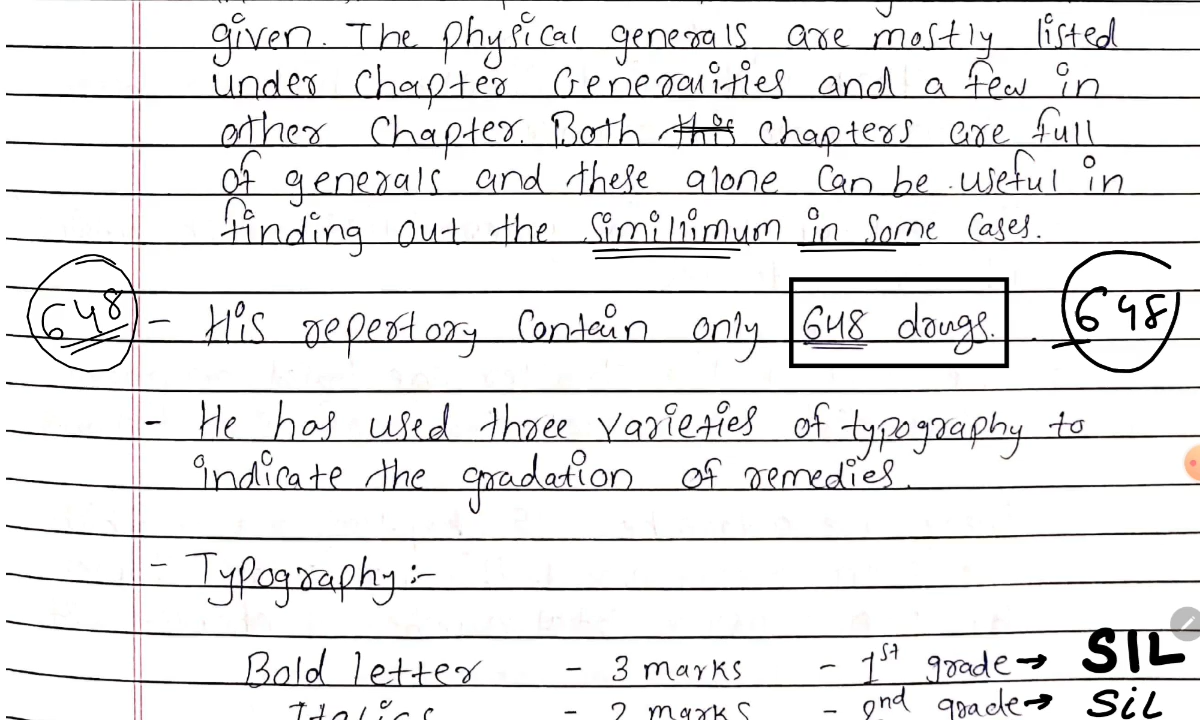 given. The physical generals are mostly listed
under chapter Generalities and a few in
other chapter. Both this chapters are full
of generals and these alone can be useful in
finding out the similimum in some cases.
648 - His repertory contain only 648 drugs. 648
- He has used three varieties of typography to
indicate the gradation of remedies.
- Typography :-
Bold letter - 3 marks - 1st grade → SIL
Italics - 2 marks - 2nd grade → SiL